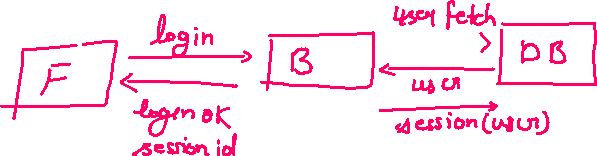 login
F
login ok
session id
B
user fetch
user
session(user)
DB